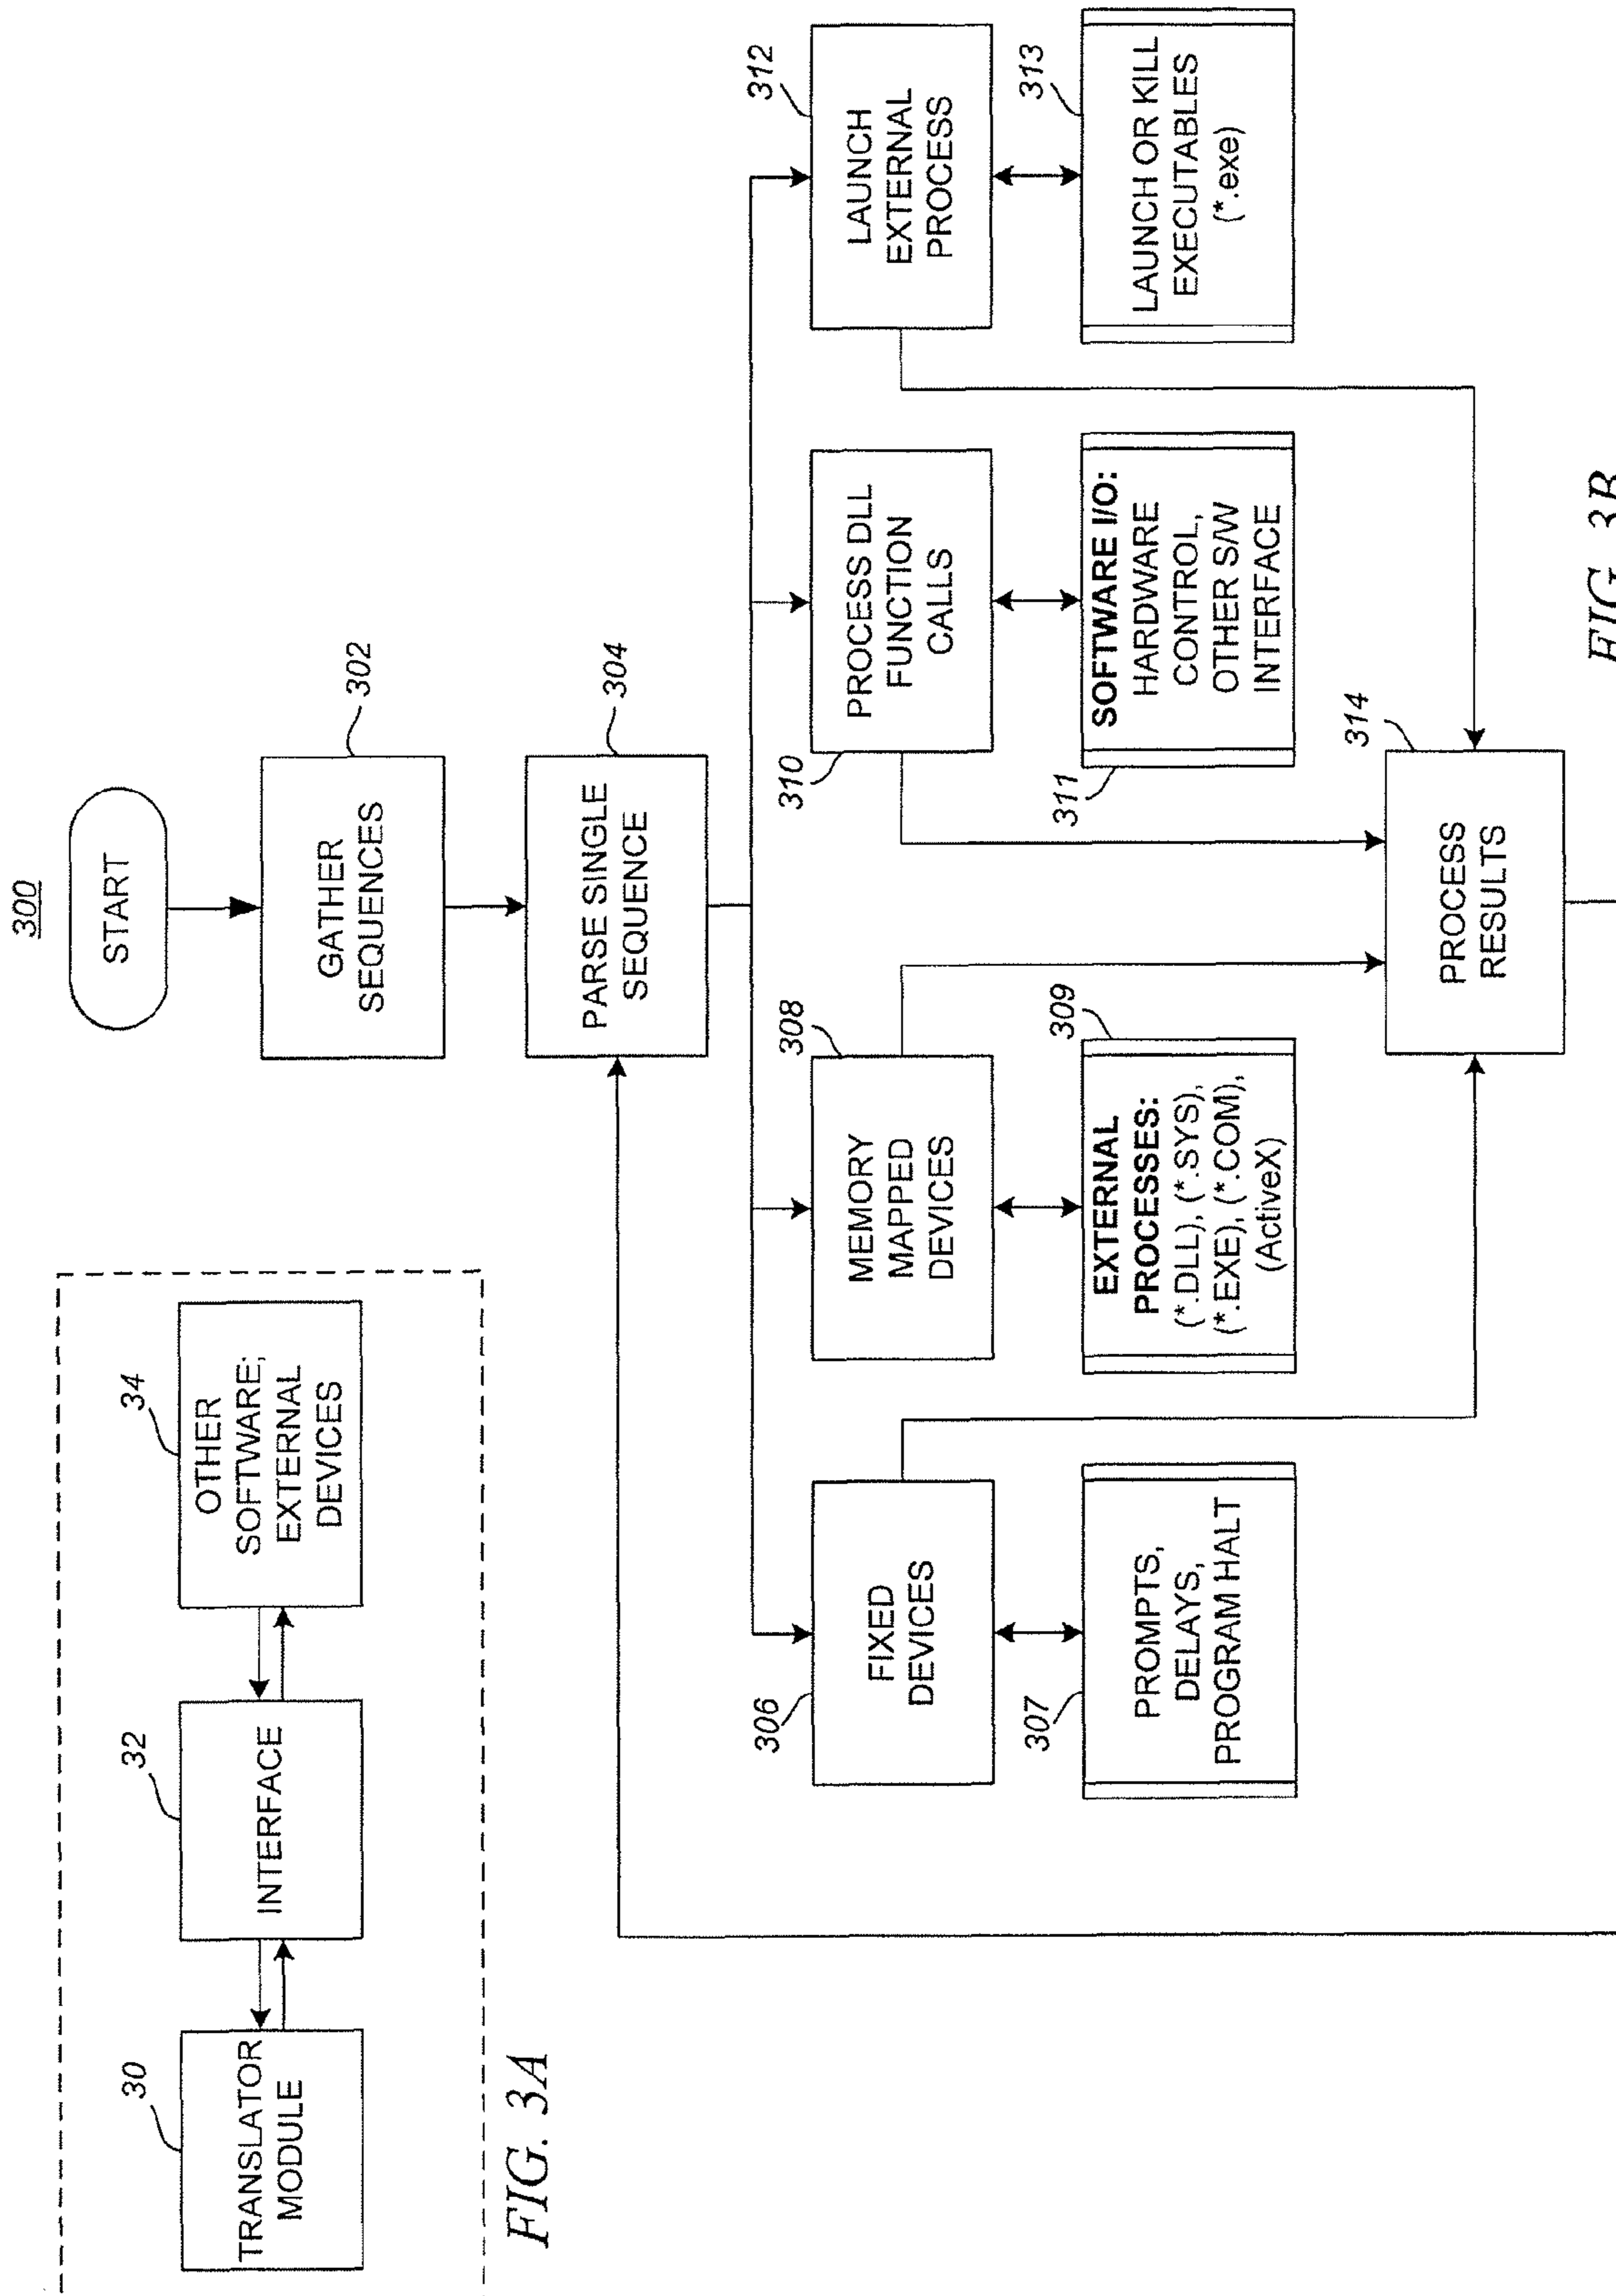 30
TRANSLATOR
MODULE
32
INTERFACE
34
OTHER
SOFTWARE;
EXTERNAL
DEVICES
FIG. 3A
300
START
302
GATHER
SEQUENCES
304
PARSE SINGLE
SEQUENCE
306
FIXED
DEVICES
308
MEMORY
MAPPED
DEVICES
310
PROCESS DLL
FUNCTION
CALLS
312
LAUNCH
EXTERNAL
PROCESS
307
PROMPTS,
DELAYS,
PROGRAM HALT
309
EXTERNAL
PROCESSES:
(*.DLL), (*.SYS),
(*.EXE), (*.COM),
(ActiveX)
311
SOFTWARE I/O:
HARDWARE
CONTROL,
OTHER S/W
INTERFACE
313
LAUNCH OR KILL
EXECUTABLES
(*.exe)
314
PROCESS
RESULTS
FIG. 3B